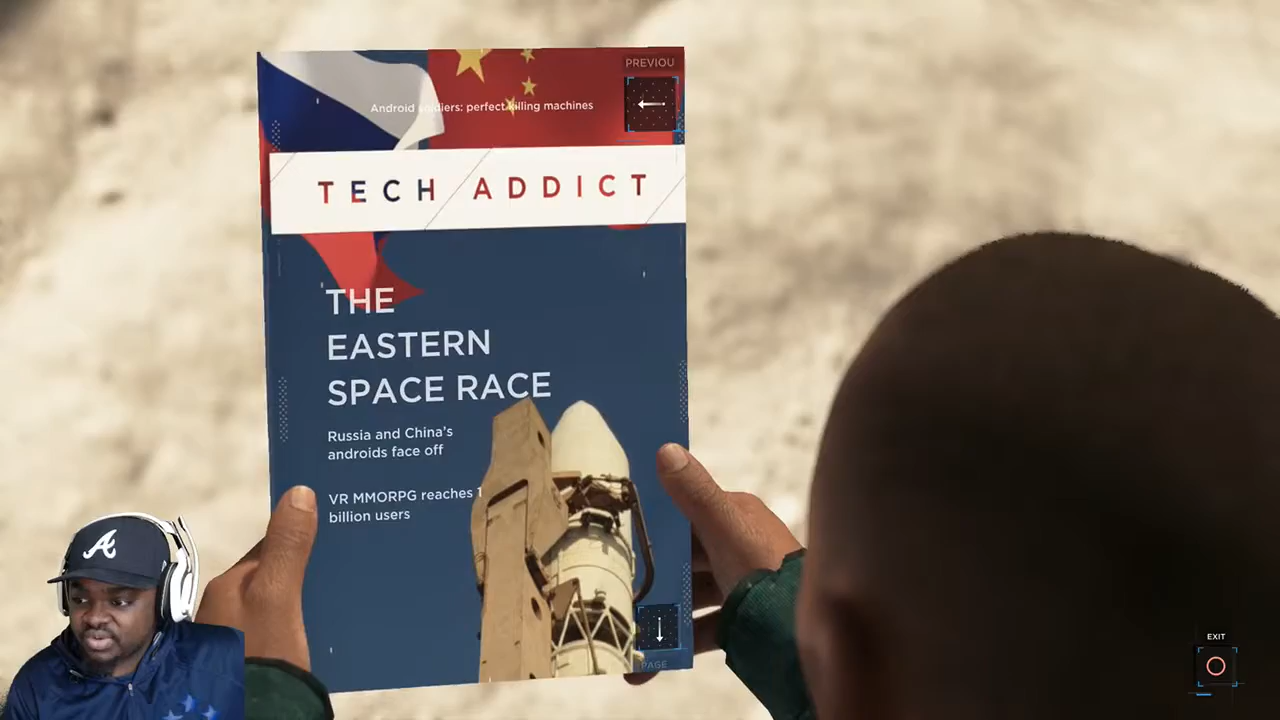 PREVIOU
Android soldiers: perfect killing machines
TECH ADDICT
THE
EASTERN
SPACE RACE
Russia and China's
androids face off
VR MMORPG reaches 1
billion users
PAGE
EXIT
A